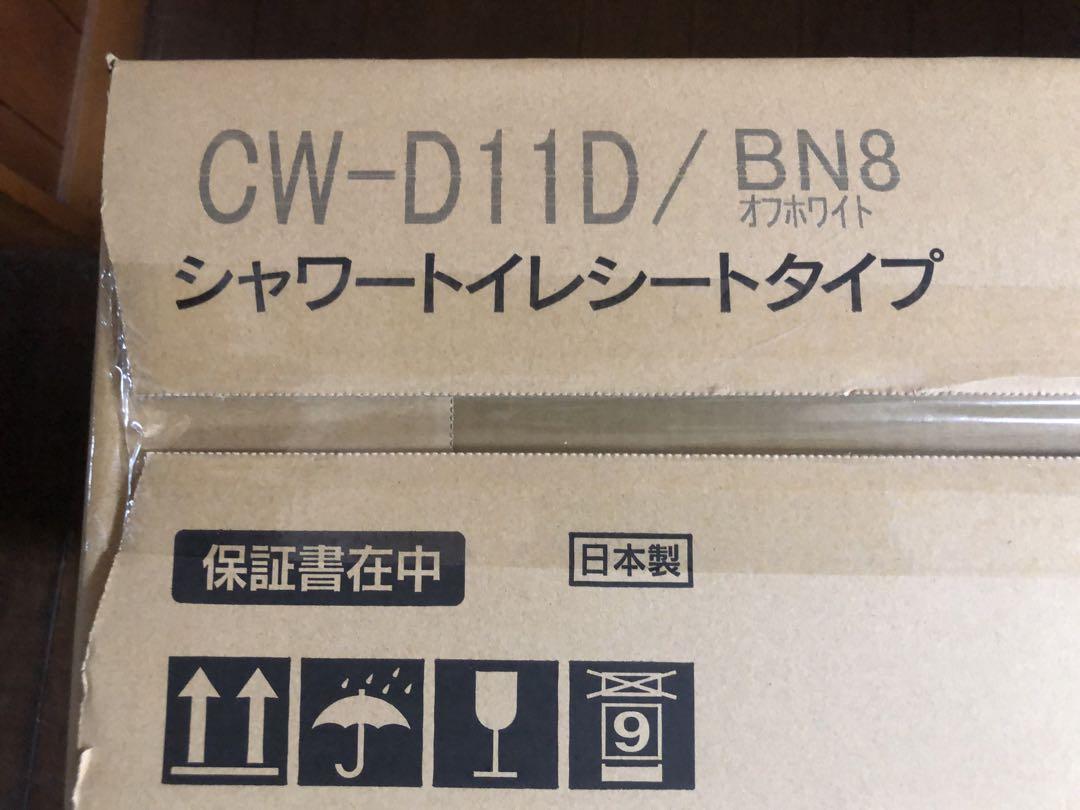 CW-D11D/BN8
オフホワイト
シャワートイレシートタイプ
保証書在中
日本製
9